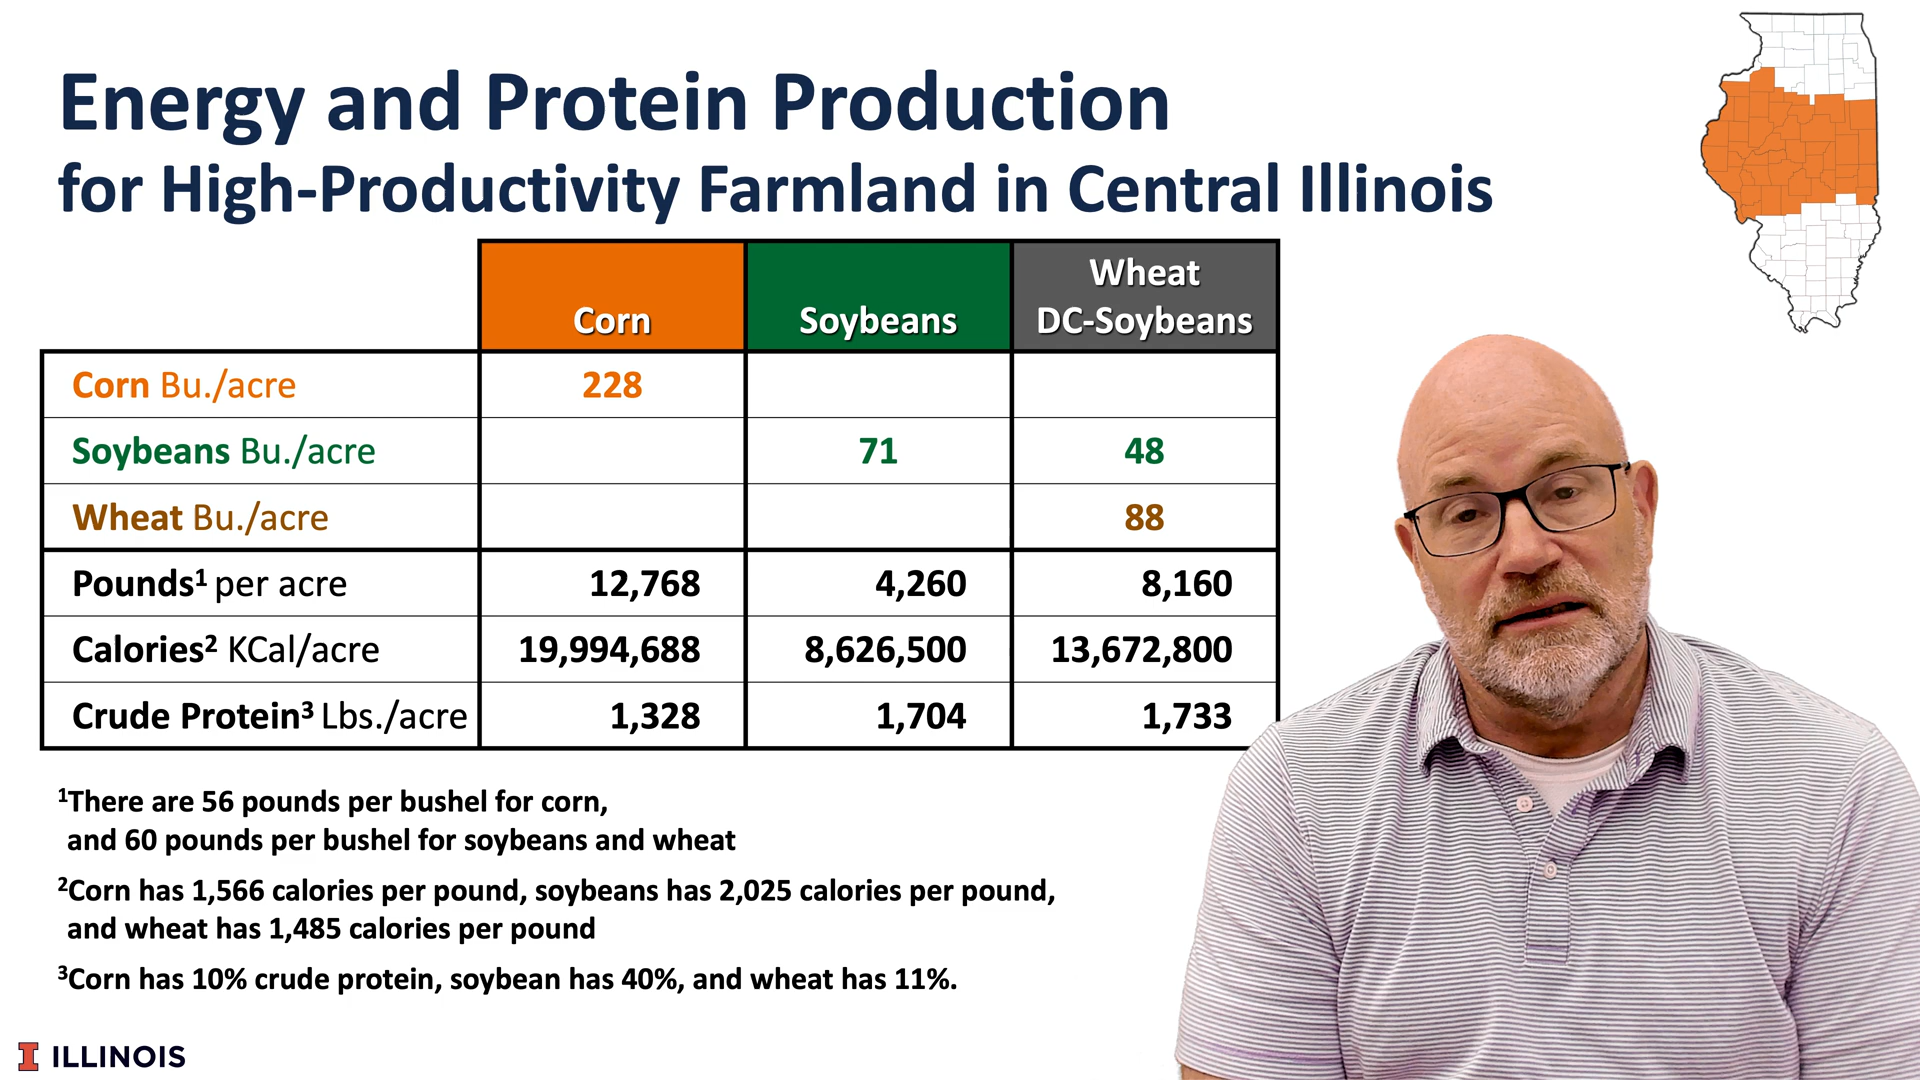 Energy and Protein Production
for High-Productivity Farmland in Central Illinois
Corn
Soybeans
Wheat
DC-Soybeans
Corn Bu./acre 228
Soybeans Bu./acre 71 48
Wheat Bu./acre 88
Pounds¹ per acre 12,768 4,260 8,160
Calories² KCal/acre 19,994,688 8,626,500 13,672,800
Crude Protein³ Lbs./acre 1,328 1,704 1,733
¹There are 56 pounds per bushel for corn,
and 60 pounds per bushel for soybeans and wheat
²Corn has 1,566 calories per pound, soybeans has 2,025 calories per pound,
and wheat has 1,485 calories per pound
³Corn has 10% crude protein, soybean has 40%, and wheat has 11%.
I ILLINOIS